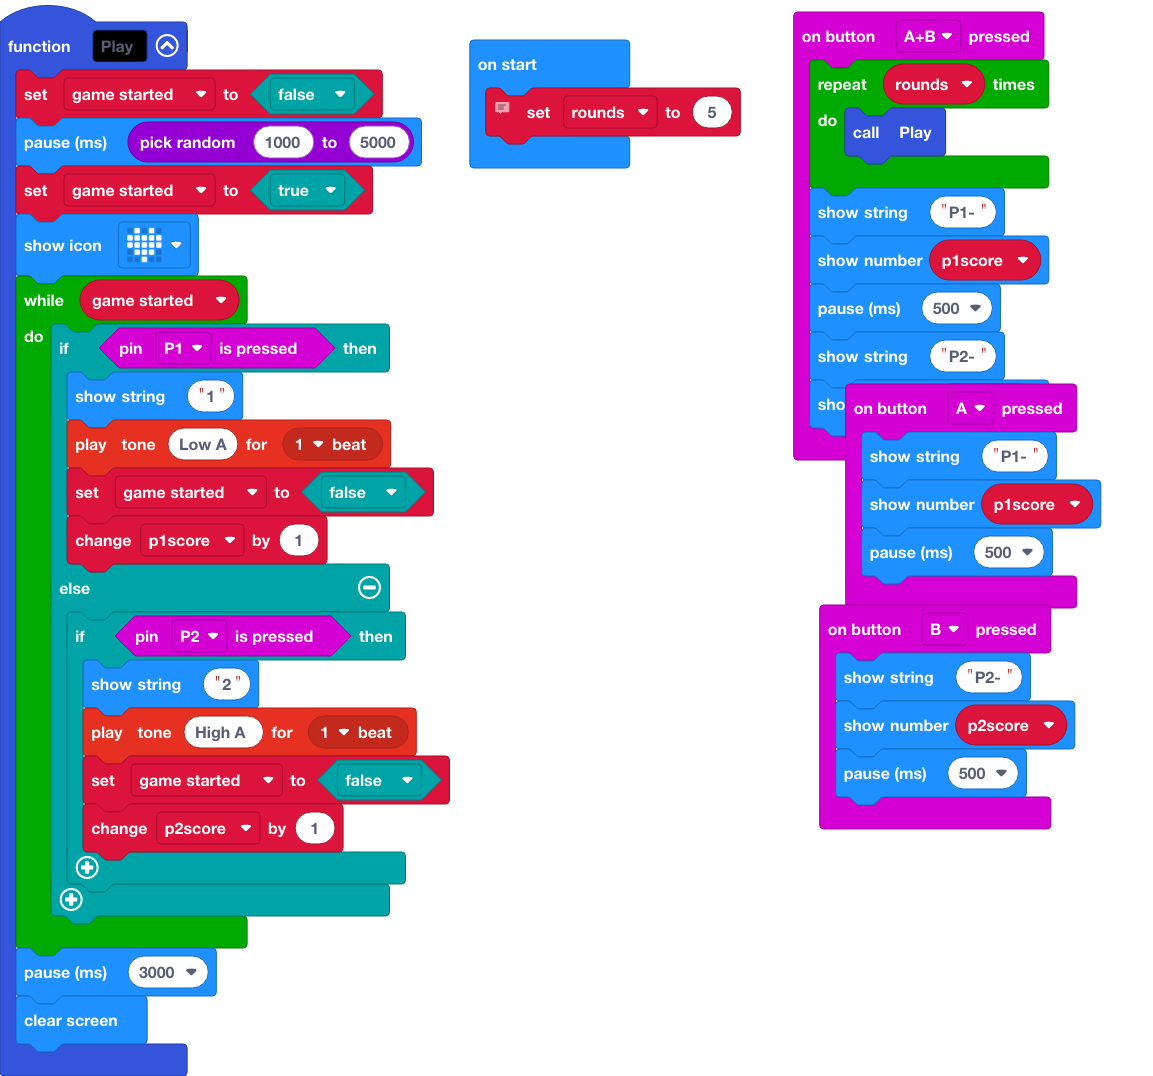 function Play
set game started to false
pause (ms) pick random 1000 to 5000
set game started to true
show icon
while game started
do
if pin P1 is pressed then
show string "1"
play tone Low A for 1 beat
set game started to false
change p1score by 1
else
if pin P2 is pressed then
show string "2"
play tone High A for 1 beat
set game started to false
change p2score by 1
pause (ms) 3000
clear screen
on start
set rounds to 5
on button A+B pressed
repeat rounds times
do call Play
show string "P1- "
show number p1score
pause (ms) 500
show string "P2- "
sho
on button A pressed
show string "P1- "
show number p1score
pause (ms) 500
on button B pressed
show string "P2- "
show number p2score
pause (ms) 500